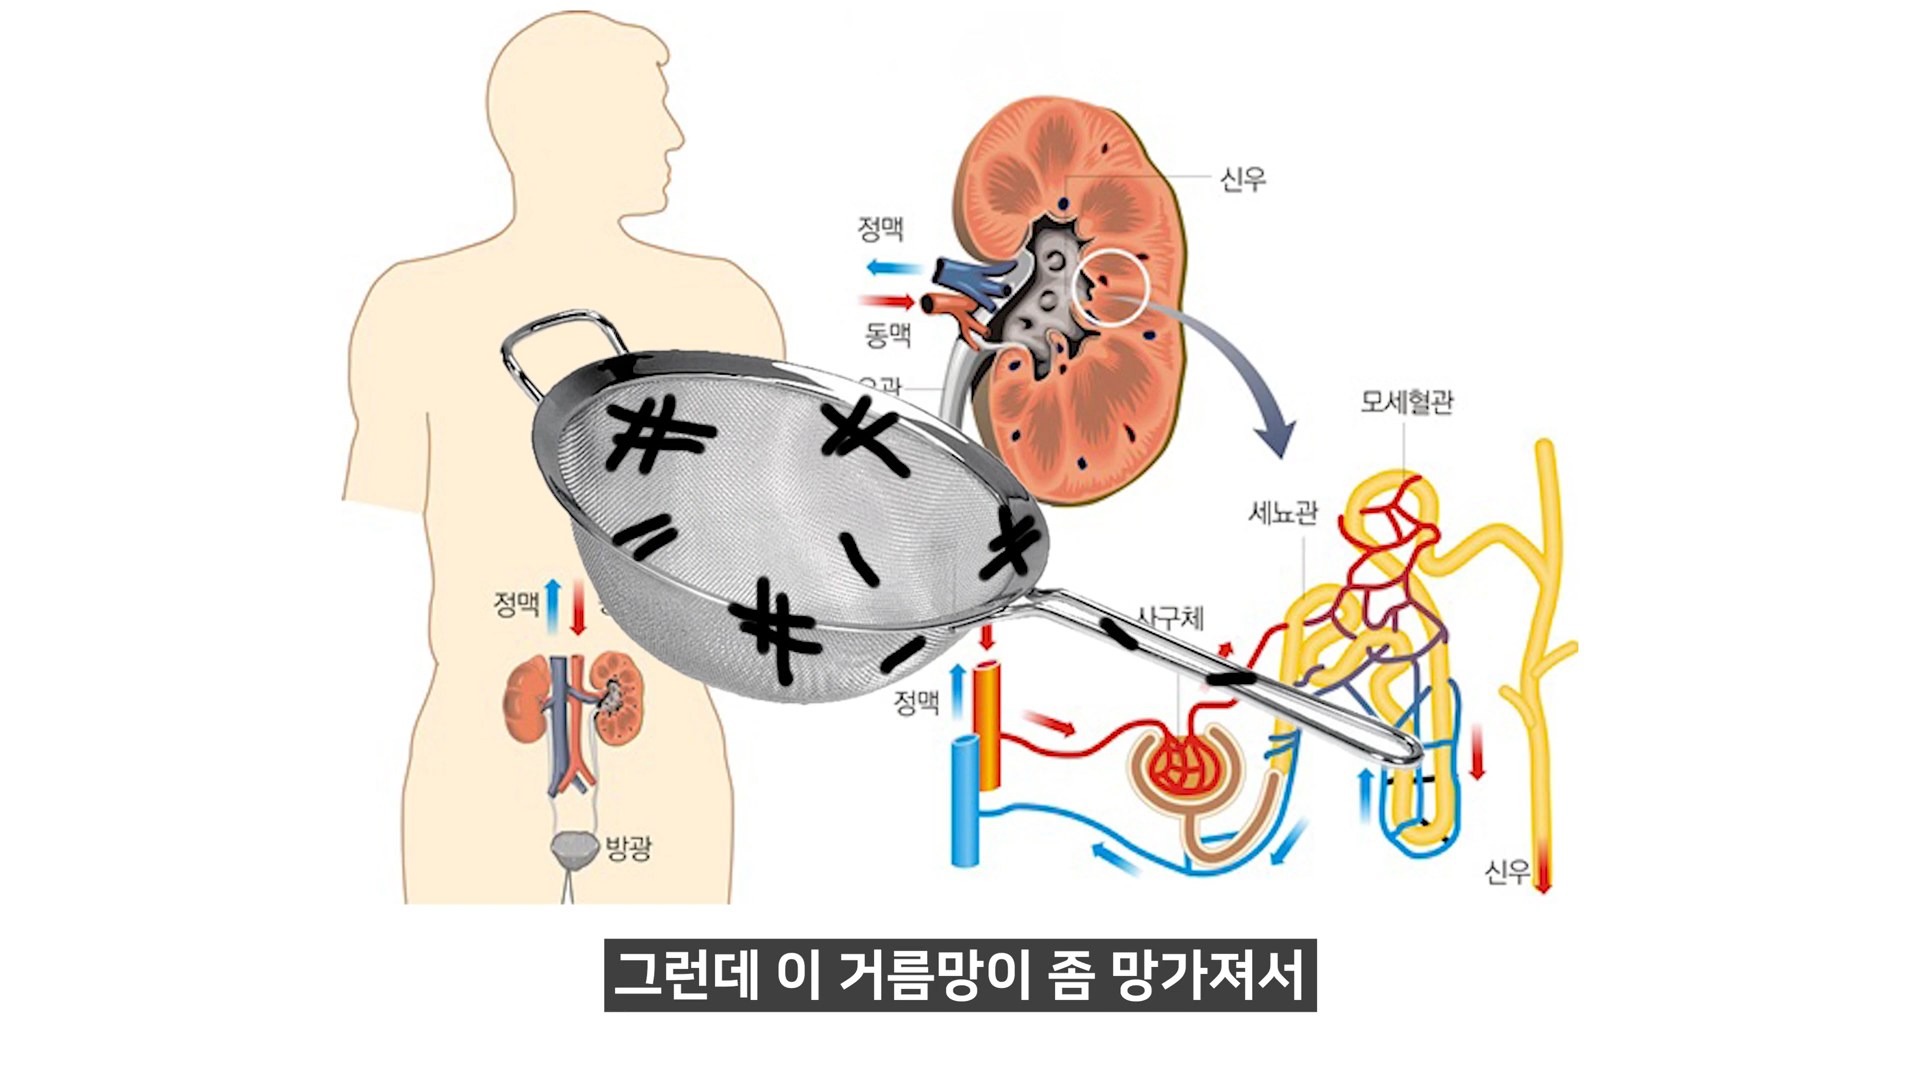 신우
정맥
동맥
모세혈관
세뇨관
정맥
사구체
정맥
방광
신우
그런데 이 거름망이 좀 망가져서